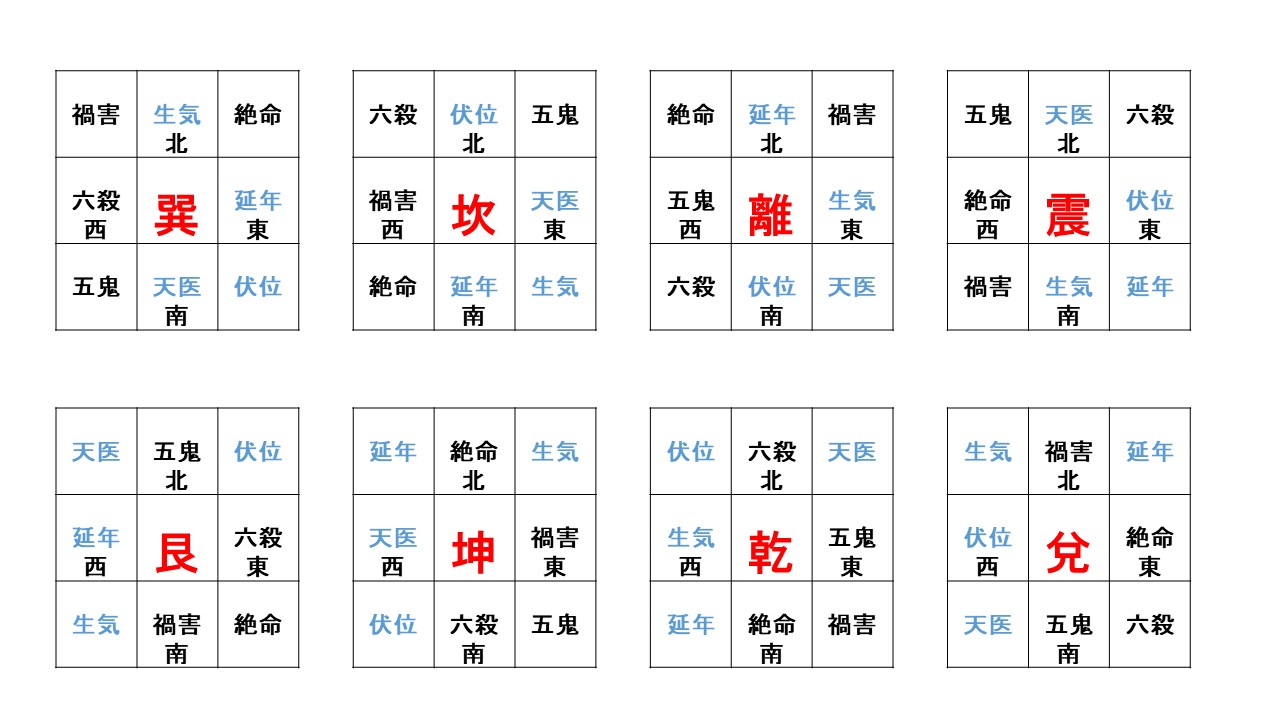 禍害 生気 絶命
北
六殺 巽 延年
西 東
五鬼 天医 伏位
南
六殺 伏位 五鬼
北
禍害 坎 天医
西 東
絶命 延年 生気
南
絶命 延年 禍害
北
五鬼 離 生気
西 東
六殺 伏位 天医
南
五鬼 天医 六殺
北
絶命 震 伏位
西 東
禍害 生気 延年
南
天医 五鬼 伏位
北
延年 艮 六殺
西 東
生気 禍害 絶命
南
延年 絶命 生気
北
天医 坤 禍害
西 東
伏位 六殺 五鬼
南
伏位 六殺 天医
北
生気 乾 五鬼
西 東
延年 絶命 禍害
南
生気 禍害 延年
北
伏位 兌 絶命
西 東
天医 五鬼 六殺
南